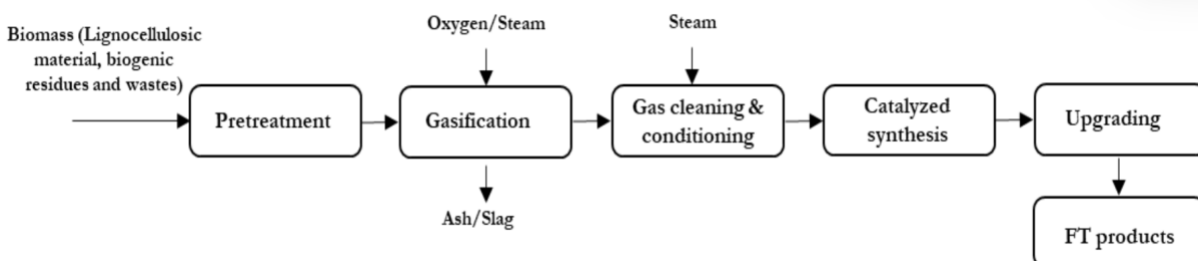 Biomass (Lignocellulosic
material, biogenic
residues and wastes)
Oxygen/Steam
Steam
Pretreatment
Gasification
Gas cleaning &
conditioning
Catalyzed
synthesis
Upgrading
Ash/Slag
FT products